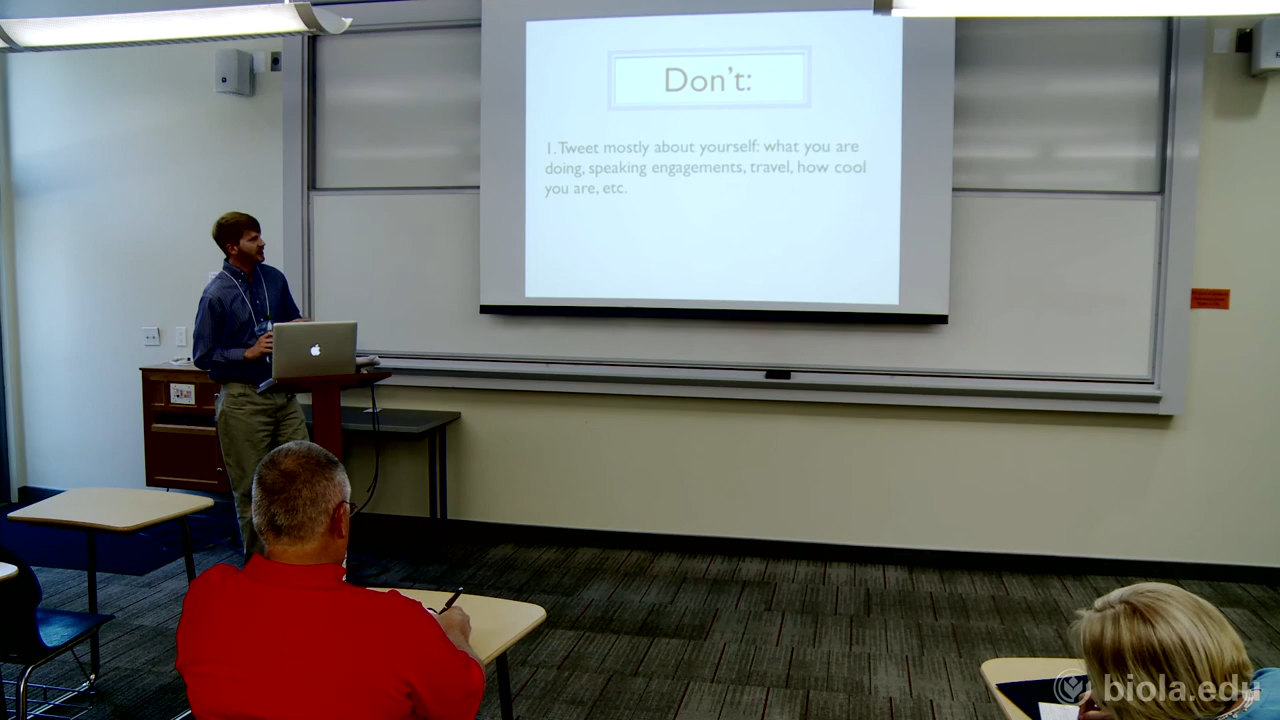 Don't:
1. Tweet mostly about yourself: what you are
doing, speaking engagements, travel, how cool
you are, etc.
biola.edu